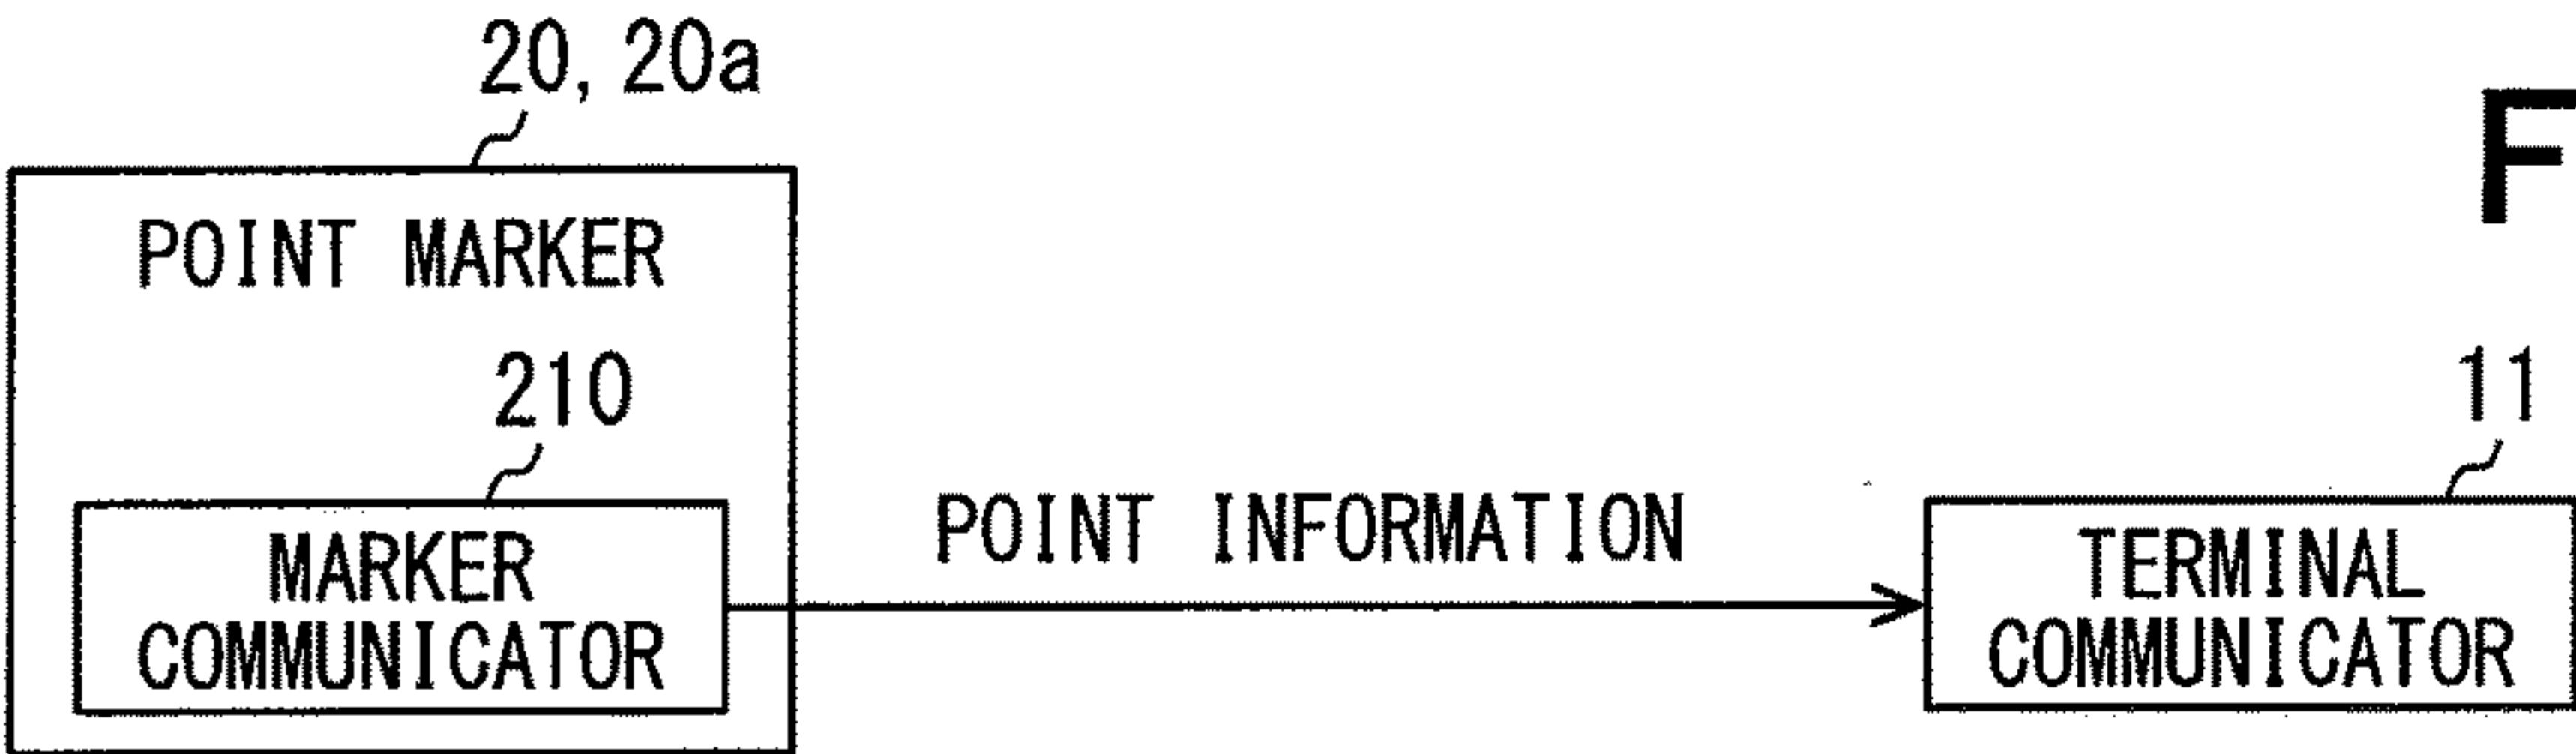 20, 20a
F
POINT MARKER
210
11
POINT INFORMATION
MARKER
COMMUNICATOR
TERMINAL
COMMUNICATOR